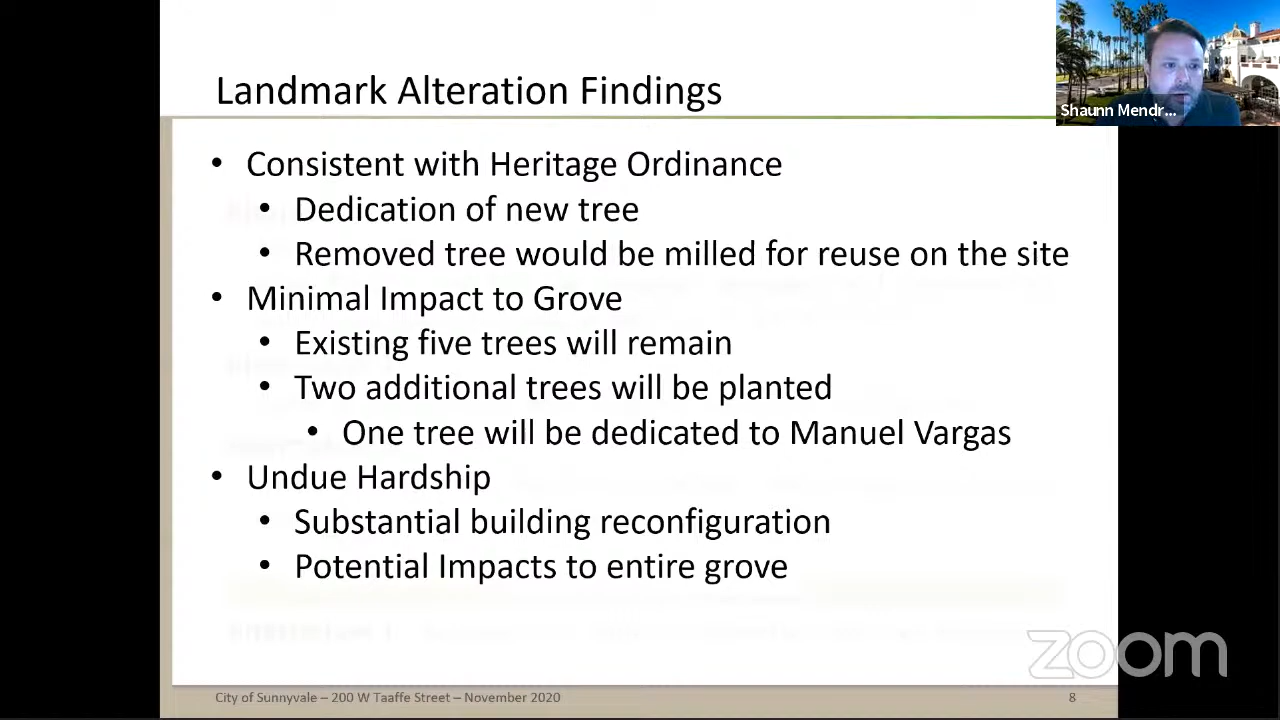 Landmark Alteration Findings
Shaunn Mendr...
• Consistent with Heritage Ordinance
• Dedication of new tree
• Removed tree would be milled for reuse on the site
• Minimal Impact to Grove
• Existing five trees will remain
• Two additional trees will be planted
• One tree will be dedicated to Manuel Vargas
• Undue Hardship
• Substantial building reconfiguration
• Potential Impacts to entire grove
zoom
City of Sunnyvale – 200 W Taaffe Street – November 2020
8